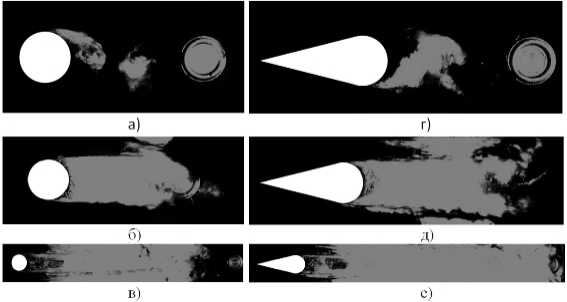 а) г)
б) д)
в) е)